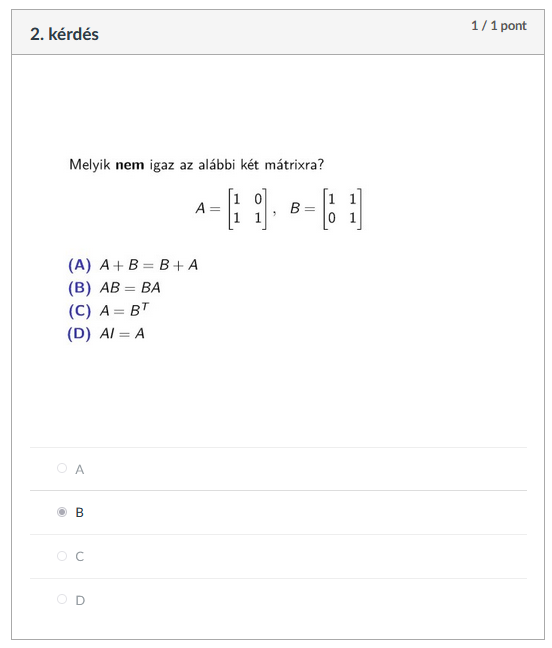 2. kérdés
1 / 1 pont
Melyik nem igaz az alábbi két mátrixra?
A = [1 0; 1 1], B = [1 1; 0 1]
(A) A + B = B + A
(B) AB = BA
(C) A = Bᵀ
(D) AI = A
A
B
C
D